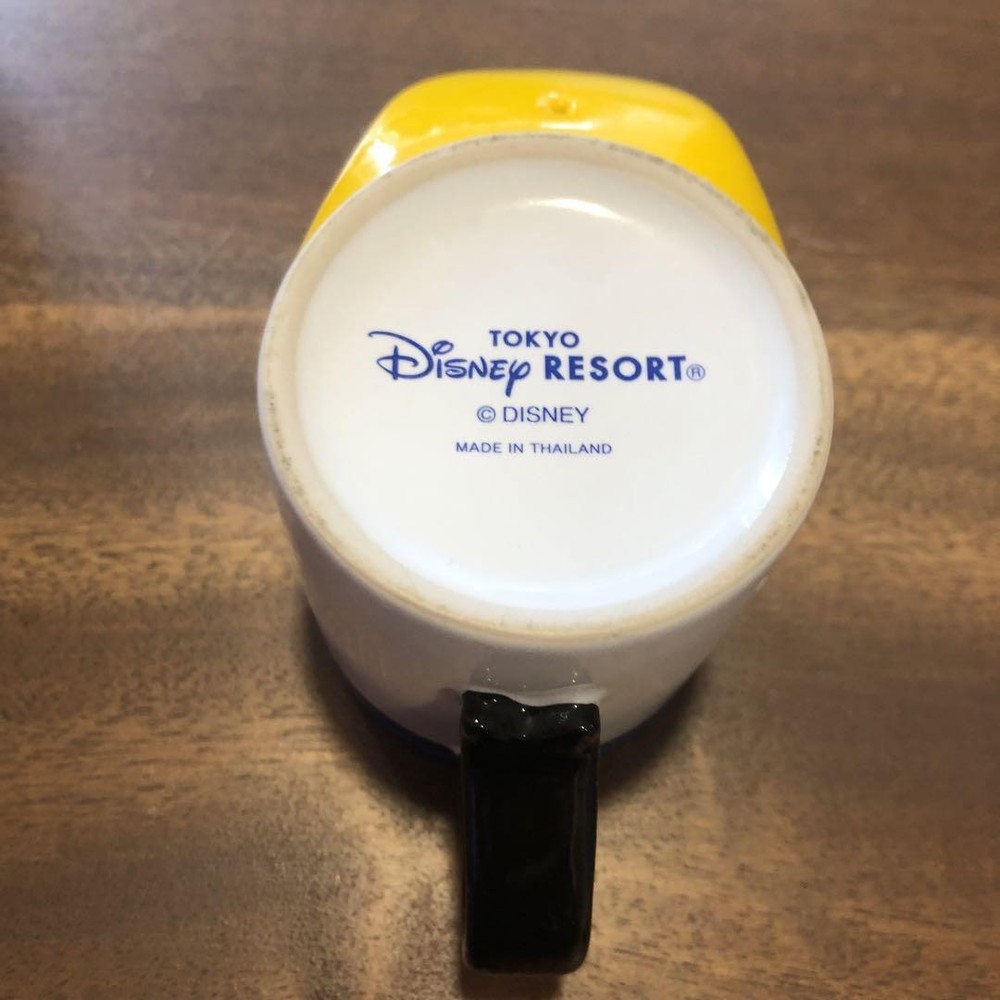 TOKYO
Disney RESORT®
© DISNEY
MADE IN THAILAND